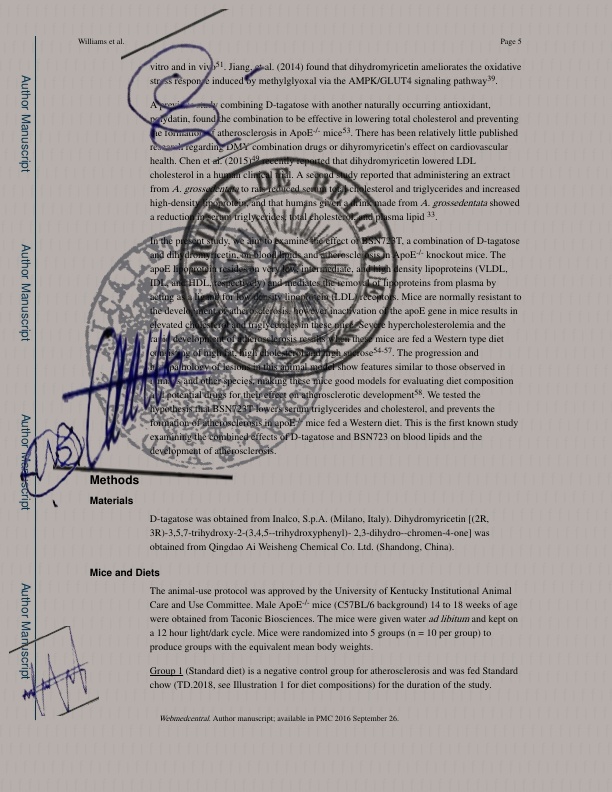 Williams et al.
Page 5
vitro and in vivo51. Jiang, et al. (2014) found that dihydromyricetin ameliorates the oxidative
stress response induced by methylglyoxal via the AMPK/GLUT4 signaling pathway39.
A previous study combining D-tagatose with another naturally occurring antioxidant,
polydatin, found the combination to be effective in lowering total cholesterol and preventing
the formation of atherosclerosis in ApoE-/- mice53. There has been relatively little published
research regarding DMY combination drugs or dihyromyricetin's effect on cardiovascular
health. Chen et al. (2015)49 recently reported that dihydromyricetin lowered LDL
cholesterol in a human clinical trial. A second study reported that administering an extract
from A. grossedentata to rats reduced serum total cholesterol and triglycerides and increased
high-density lipoprotein, and that humans given a drink made from A. grossedentata showed
a reduction in serum triglycerides, total cholesterol, and plasma lipid 33.
In the present study, we aim to examine the effect of BSN723T, a combination of D-tagatose
and dihydromyricetin, on blood lipids and atherosclerosis in ApoE-/- knockout mice. The
apoE lipoprotein resides on very low, intermediate, and high density lipoproteins (VLDL,
IDL, and HDL, respectively) and mediates the removal of lipoproteins from plasma by
acting as a ligand for low density lipoprotein (LDL) receptors. Mice are normally resistant to
the development of atherosclerosis, however inactivation of the apoE gene in mice results in
elevated cholesterol and triglycerides in these mice. Severe hypercholesterolemia and the
rapid development of atherosclerosis results when these mice are fed a Western type diet
consisting of high fat, high cholesterol and high sucrose54-57. The progression and
histopathology of lesions in this animal model show features similar to those observed in
humans and other species, making these mice good models for evaluating diet composition
and potential drugs for their effect on atherosclerotic development58. We tested the
hypothesis that BSN723T lowers serum triglycerides and cholesterol, and prevents the
formation of atherosclerosis in apoE-/- mice fed a Western diet. This is the first known study
examining the combined effects of D-tagatose and BSN723 on blood lipids and the
development of atherosclerosis.
Methods
Materials
D-tagatose was obtained from Inalco, S.p.A. (Milano, Italy). Dihydromyricetin [(2R,
3R)-3,5,7-trihydroxy-2-(3,4,5--trihydroxyphenyl)- 2,3-dihydro--chromen-4-one] was
obtained from Qingdao Ai Weisheng Chemical Co. Ltd. (Shandong, China).
Mice and Diets
The animal-use protocol was approved by the University of Kentucky Institutional Animal
Care and Use Committee. Male ApoE-/- mice (C57BL/6 background) 14 to 18 weeks of age
were obtained from Taconic Biosciences. The mice were given water ad libitum and kept on
a 12 hour light/dark cycle. Mice were randomized into 5 groups (n = 10 per group) to
produce groups with the equivalent mean body weights.
Group 1 (Standard diet) is a negative control group for atherosclerosis and was fed Standard
chow (TD.2018, see Illustration 1 for diet compositions) for the duration of the study.
Webmedcentral. Author manuscript; available in PMC 2016 September 26.
Author Manuscript
Author Manuscript
Author Manuscript
Author Manuscript